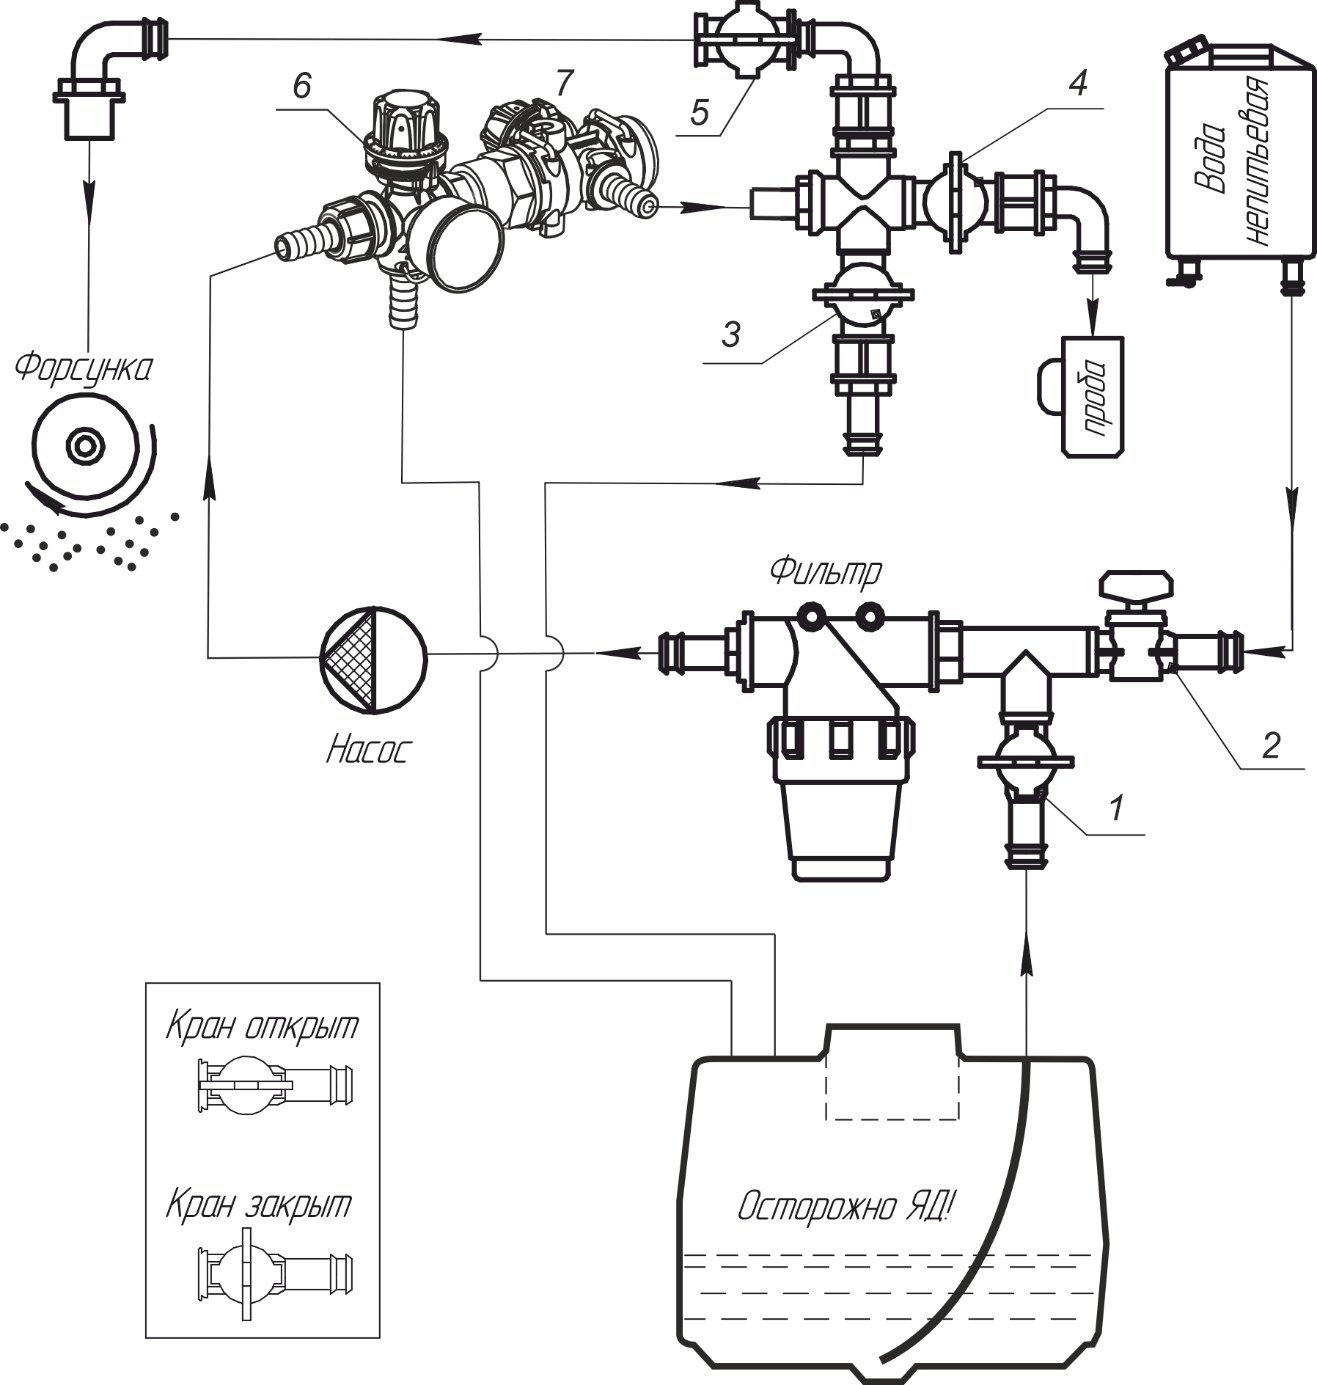 5
6
7
4
Вода
непитьевая
3
Форсунка
проба
Фильтр
Насос
2
1
Кран открыт
Кран закрыт
Осторожно ЯД!